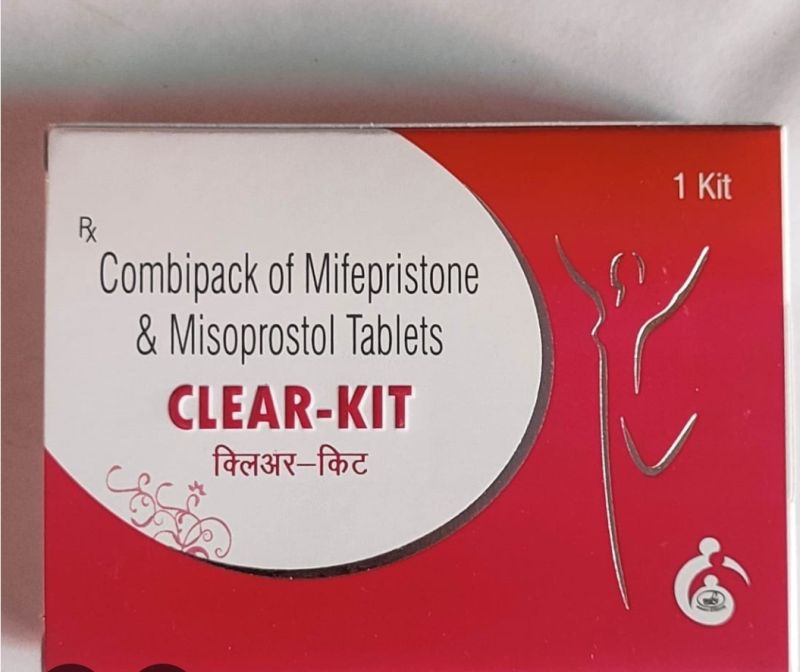 1 Kit
Rx
Combipack of Mifepristone
& Misoprostol Tablets
CLEAR-KIT
क्लिअर-किट